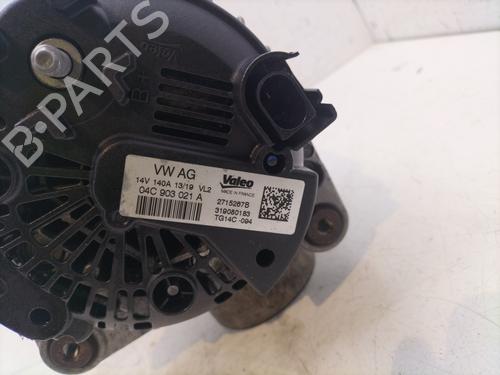 B-PARTS
Valeo
B+
VW AG
14V 140A 13/19 VL2
04C 903 021 A
Valeo
MADE IN FRANCE
2715267B
319080183
TG14C-094